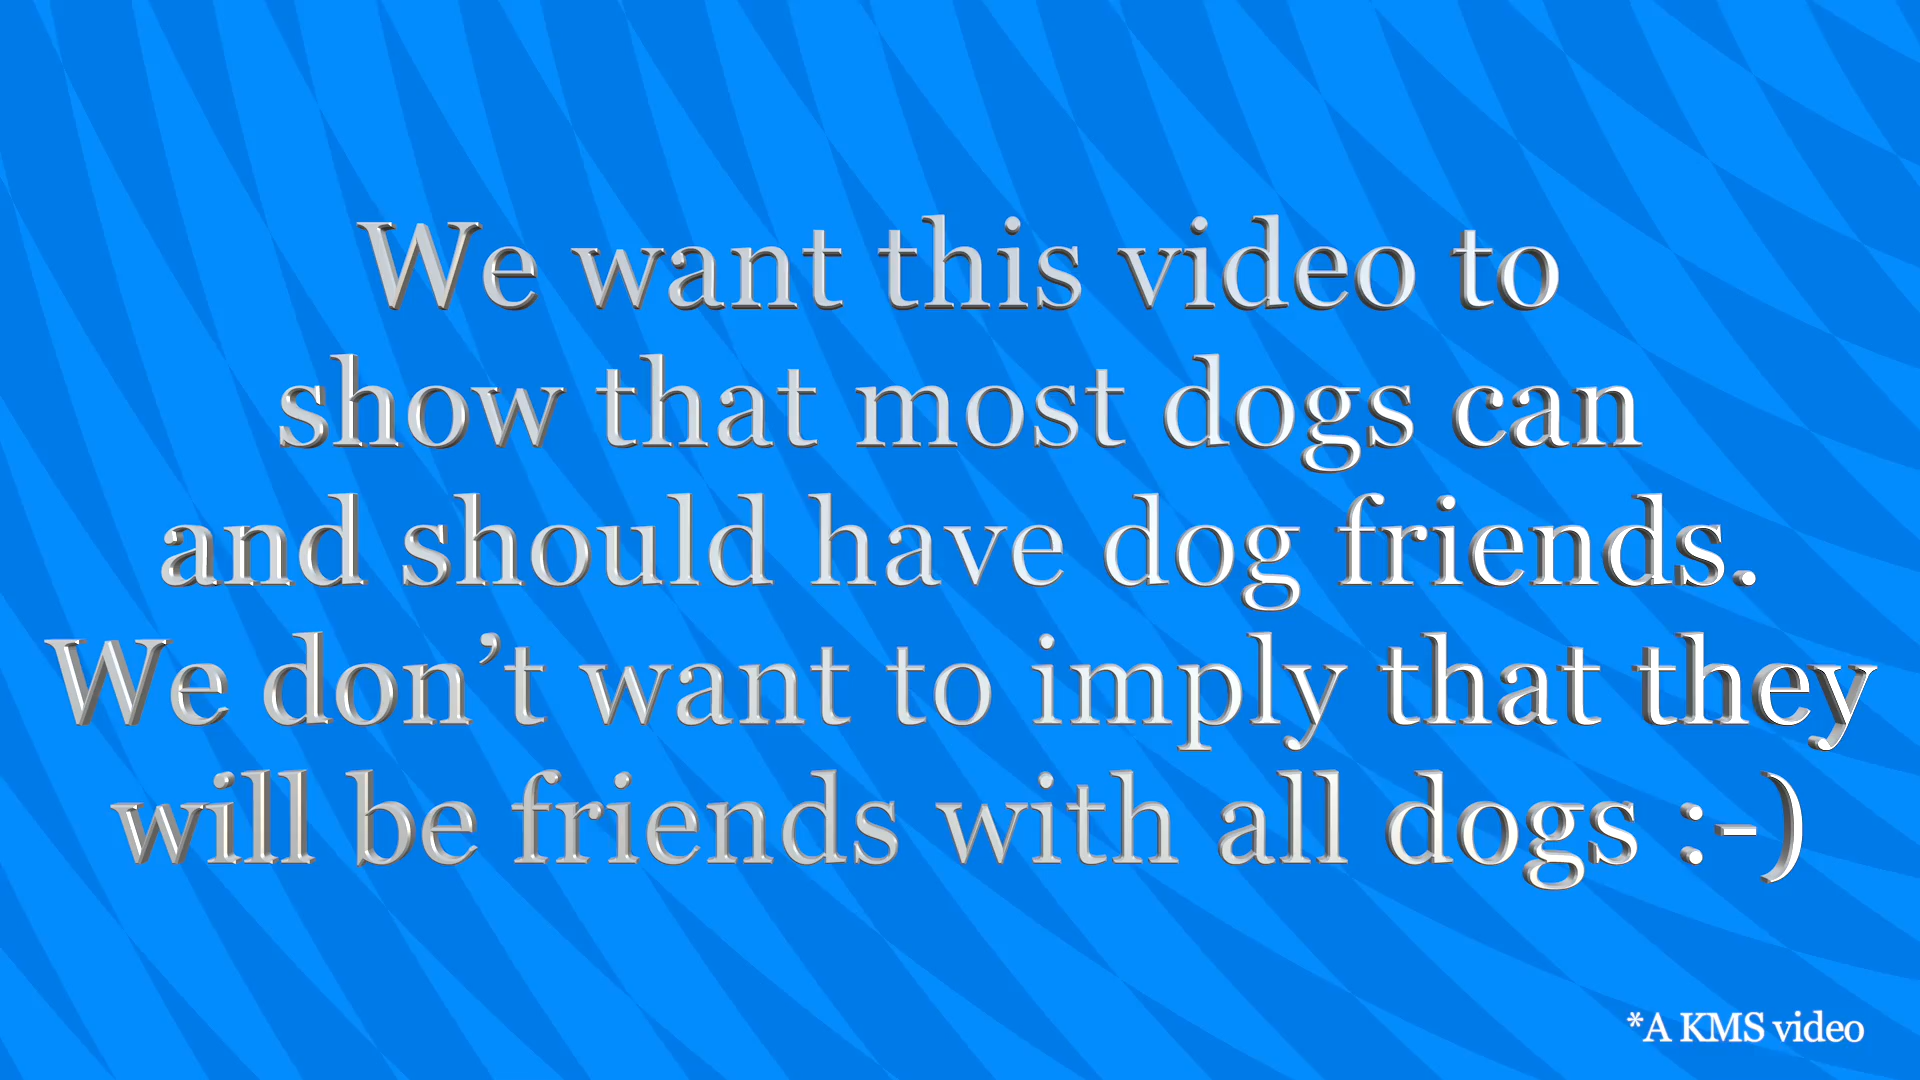 We want this video to
show that most dogs can
and should have dog friends.
We don’t want to imply that they
will be friends with all dogs :-)
*A KMS video